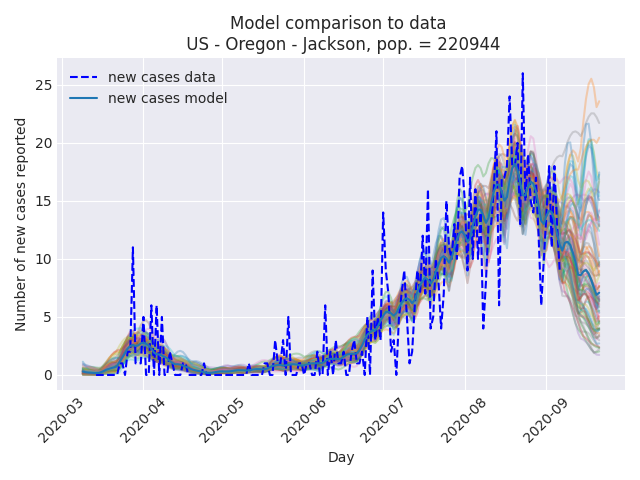 Model comparison to data
US - Oregon - Jackson, pop. = 220944
new cases data
new cases model
Number of new cases reported
25
20
15
10
5
0
2020-03
2020-04
2020-05
2020-06
2020-07
2020-08
2020-09
Day